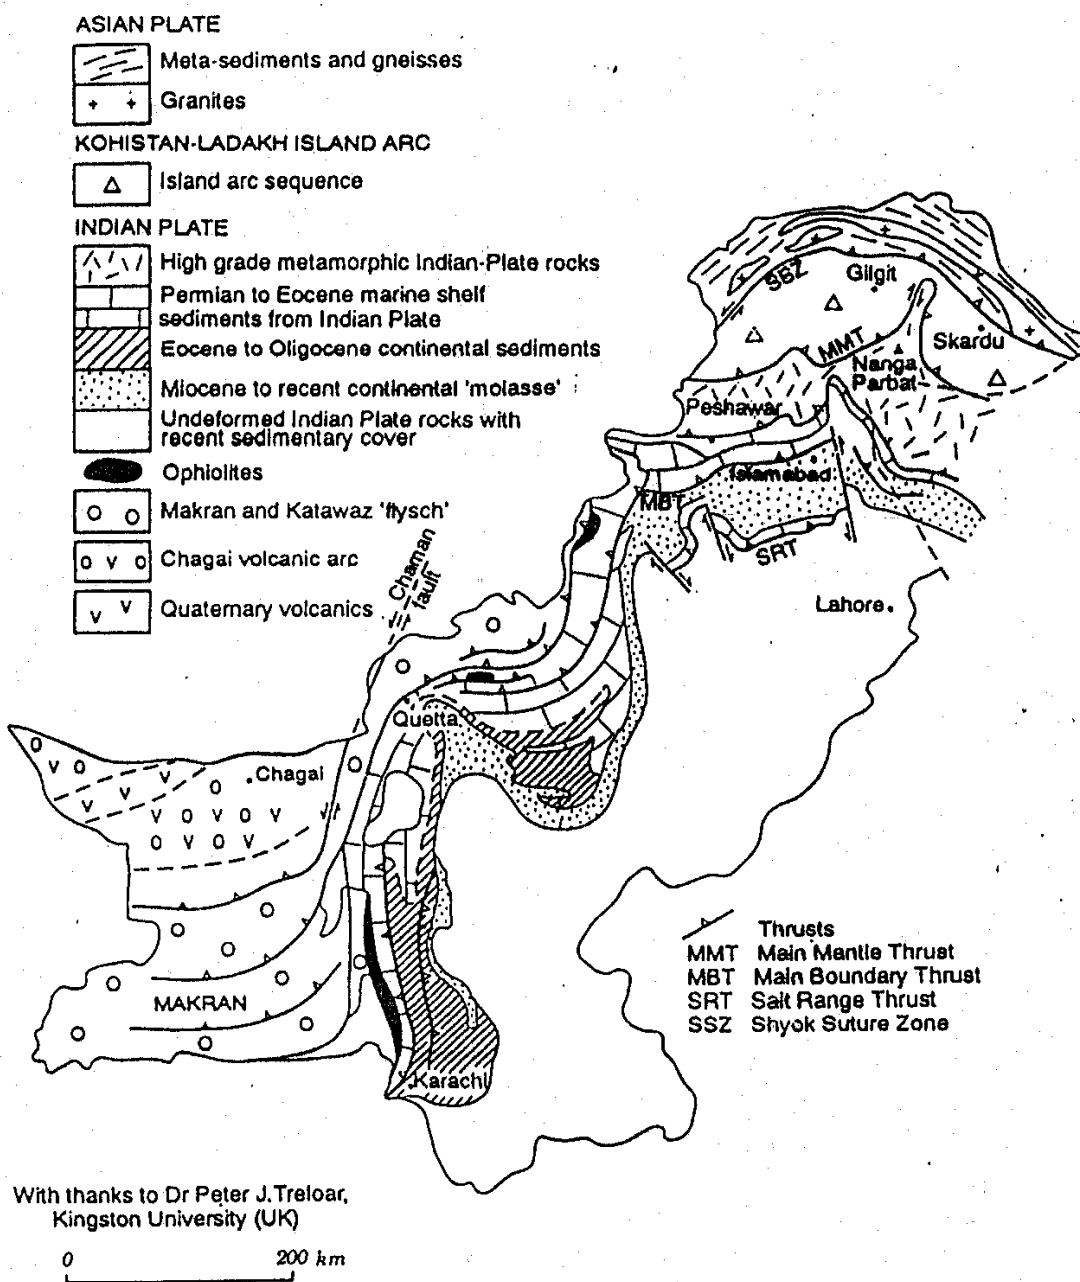 ASIAN PLATE
Meta-sediments and gneisses
Granites
KOHISTAN-LADAKH ISLAND ARC
Island arc sequence
INDIAN PLATE
High grade metamorphic Indian-Plate rocks
Permian to Eocene marine shelf
sediments from Indian Plate
Eocene to Oligocene continental sediments
Miocene to recent continental 'molasse'
Undeformed Indian Plate rocks with
recent sedimentary cover
Ophiolites
Makran and Katawaz 'flysch'
Chagai volcanic arc
Quaternary volcanics
SSZ
Gilgit
Skardu
MMT
Nanga
Parbat
Peshawar
Islamabad
MBT
SRT
Chaman
fault
Lahore
Quetta
Chagai
MAKRAN
Karachi
Thrusts
MMT Main Mantle Thrust
MBT Main Boundary Thrust
SRT Salt Range Thrust
SSZ Shyok Suture Zone
With thanks to Dr Peter J. Treloar,
Kingston University (UK)
0 200 km